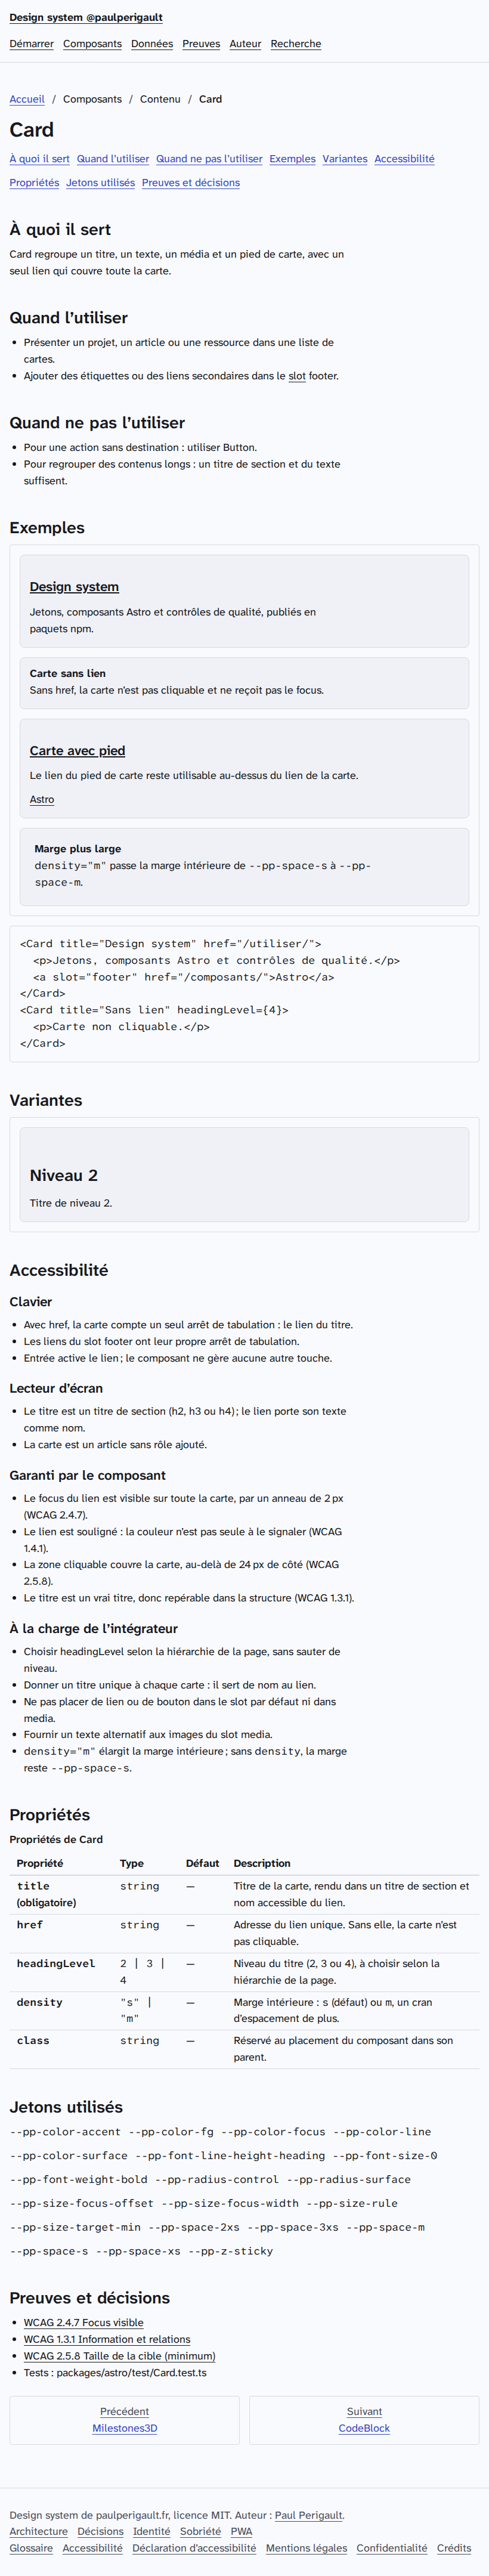 Design system @paulperigault
Démarrer Composants Données Preuves Auteur Recherche
Accueil / Composants / Contenu / Card
Card
À quoi il sert Quand l’utiliser Quand ne pas l’utiliser Exemples Variantes Accessibilité
Propriétés Jetons utilisés Preuves et décisions
À quoi il sert
Card regroupe un titre, un texte, un média et un pied de carte, avec un
seul lien qui couvre toute la carte.
Quand l’utiliser
• Présenter un projet, un article ou une ressource dans une liste de
cartes.
• Ajouter des étiquettes ou des liens secondaires dans le slot footer.
Quand ne pas l’utiliser
• Pour une action sans destination : utiliser Button.
• Pour regrouper des contenus longs : un titre de section et du texte
suffisent.
Exemples
Design system
Jetons, composants Astro et contrôles de qualité, publiés en
paquets npm.
Carte sans lien
Sans href, la carte n’est pas cliquable et ne reçoit pas le focus.
Carte avec pied
Le lien du pied de carte reste utilisable au-dessus du lien de la carte.
Astro
Marge plus large
density="m" passe la marge intérieure de --pp-space-s à --pp-
space-m.
<Card title="Design system" href="/utiliser/">
<p>Jetons, composants Astro et contrôles de qualité.</p>
<a slot="footer" href="/composants/">Astro</a>
</Card>
<Card title="Sans lien" headingLevel={4}>
<p>Carte non cliquable.</p>
</Card>
Variantes
Niveau 2
Titre de niveau 2.
Accessibilité
Clavier
• Avec href, la carte compte un seul arrêt de tabulation : le lien du titre.
• Les liens du slot footer ont leur propre arrêt de tabulation.
• Entrée active le lien ; le composant ne gère aucune autre touche.
Lecteur d’écran
• Le titre est un titre de section (h2, h3 ou h4) ; le lien porte son texte
comme nom.
• La carte est un article sans rôle ajouté.
Garanti par le composant
• Le focus du lien est visible sur toute la carte, par un anneau de 2 px
(WCAG 2.4.7).
• Le lien est souligné : la couleur n’est pas seule à le signaler (WCAG
1.4.1).
• La zone cliquable couvre la carte, au-delà de 24 px de côté (WCAG
2.5.8).
• Le titre est un vrai titre, donc repérable dans la structure (WCAG 1.3.1).
À la charge de l’intégrateur
• Choisir headingLevel selon la hiérarchie de la page, sans sauter de
niveau.
• Donner un titre unique à chaque carte : il sert de nom au lien.
• Ne pas placer de lien ou de bouton dans le slot par défaut ni dans
media.
• Fournir un texte alternatif aux images du slot media.
• density="m" élargit la marge intérieure ; sans density, la marge
reste --pp-space-s.
Propriétés
Propriétés de Card
Propriété Type Défaut Description
title string — Titre de la carte, rendu dans un titre de section et
(obligatoire) nom accessible du lien.
href string — Adresse du lien unique. Sans elle, la carte n’est
pas cliquable.
headingLevel 2 | 3 | — Niveau du titre (2, 3 ou 4), à choisir selon la
4 hiérarchie de la page.
density "s" | — Marge intérieure : s (défaut) ou m, un cran
"m" d’espacement de plus.
class string — Réservé au placement du composant dans son
parent.
Jetons utilisés
--pp-color-accent --pp-color-fg --pp-color-focus --pp-color-line
--pp-color-surface --pp-font-line-height-heading --pp-font-size-0
--pp-font-weight-bold --pp-radius-control --pp-radius-surface
--pp-size-focus-offset --pp-size-focus-width --pp-size-rule
--pp-size-target-min --pp-space-2xs --pp-space-3xs --pp-space-m
--pp-space-s --pp-space-xs --pp-z-sticky
Preuves et décisions
• WCAG 2.4.7 Focus visible
• WCAG 1.3.1 Information et relations
• WCAG 2.5.8 Taille de la cible (minimum)
• Tests : packages/astro/test/Card.test.ts
Précédent Suivant
Milestones3D CodeBlock
Design system de paulperigault.fr, licence MIT. Auteur : Paul Perigault.
Architecture Décisions Identité Sobriété PWA
Glossaire Accessibilité Déclaration d’accessibilité Mentions légales Confidentialité Crédits